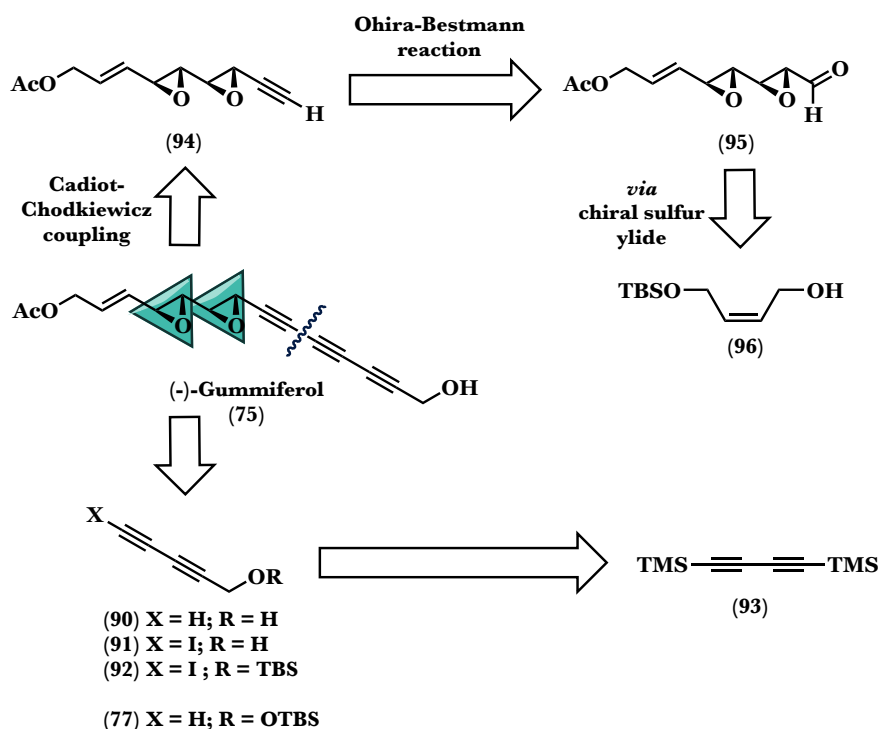 Ohira-Bestmann
reaction
AcO
O
O
H
(94)
AcO
O
O
O
H
(95)
Cadiot-
Chodkiewicz
coupling
via
chiral sulfur
ylide
TBSO
OH
(96)
AcO
O
O
OH
(-)-Gummiferol
(75)
X
OR
(90) X = H; R = H
(91) X = I; R = H
(92) X = I ; R = TBS
(77) X = H; R = OTBS
TMS
TMS
(93)